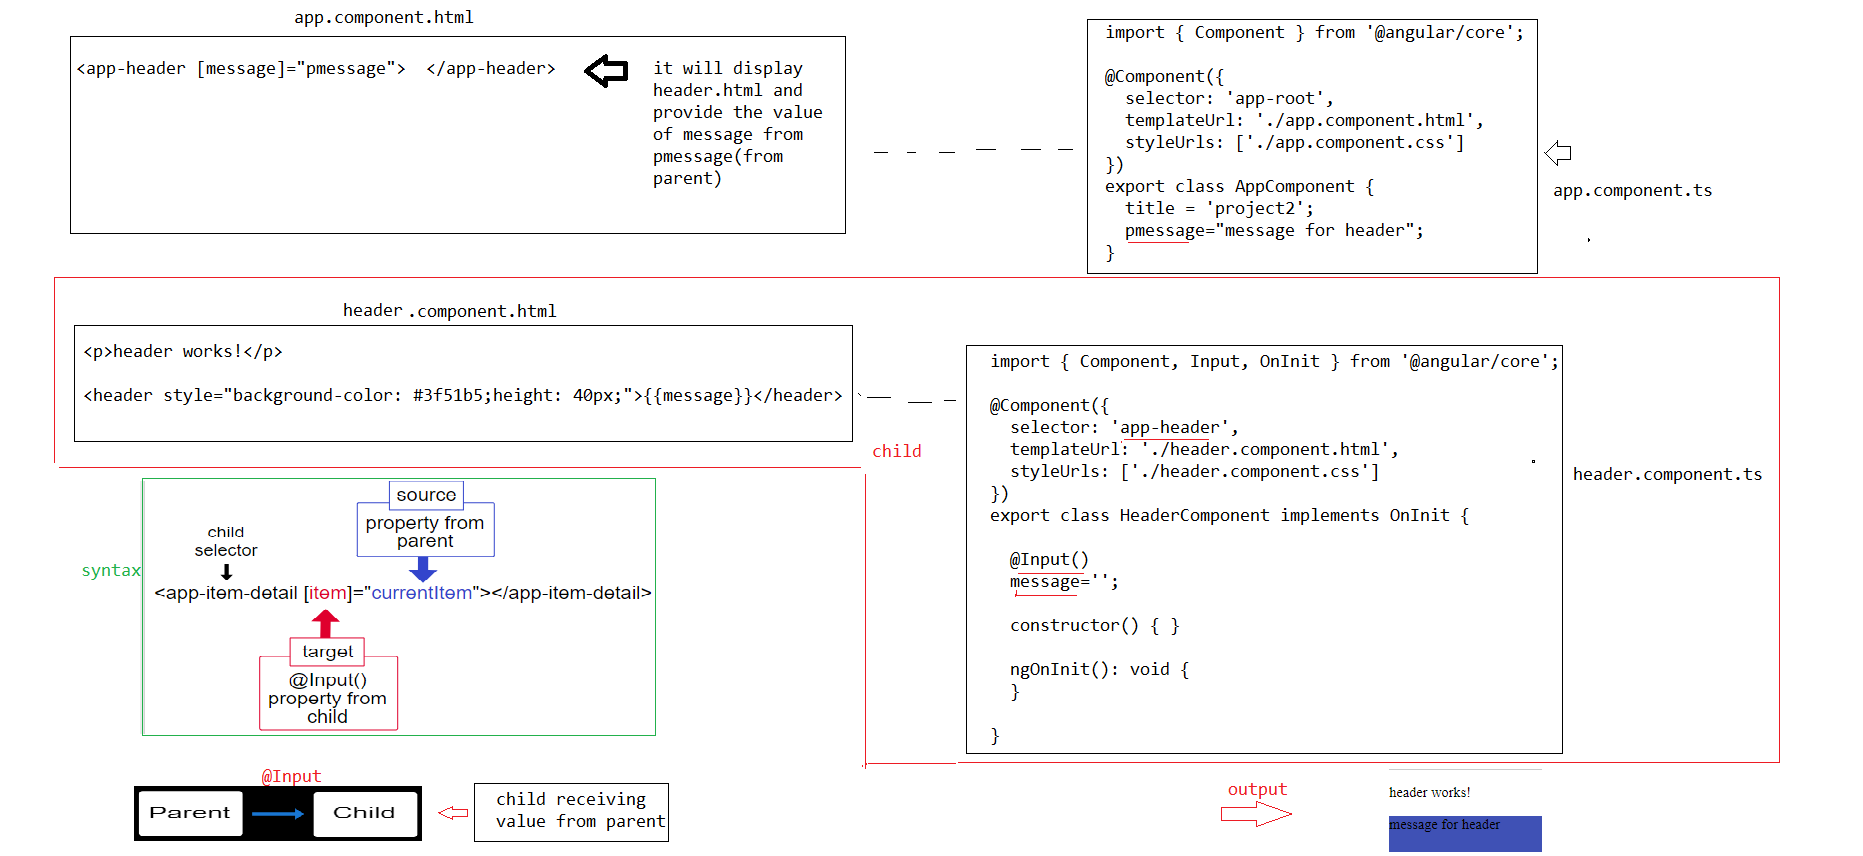 app.component.html
<app-header [message]="pmessage">  </app-header>
it will display
header.html and
provide the value
of message from
pmessage(from
parent)
import { Component } from '@angular/core';
@Component({
selector: 'app-root',
templateUrl: './app.component.html',
styleUrls: ['./app.component.css']
})
export class AppComponent {
title = 'project2';
pmessage="message for header";
}
app.component.ts
header.component.html
<p>header works!</p>
<header style="background-color: #3f51b5;height: 40px;">{{message}}</header>
child
import { Component, Input, OnInit } from '@angular/core';
@Component({
selector: 'app-header',
templateUrl: './header.component.html',
styleUrls: ['./header.component.css']
})
export class HeaderComponent implements OnInit {
@Input()
message='';
constructor() { }
ngOnInit(): void {
}
}
header.component.ts
syntax
source
property from
parent
child
selector
<app-item-detail [item]="currentItem"></app-item-detail>
target
@Input()
property from
child
@Input
Parent
Child
child receiving
value from parent
output
header works!
message for header